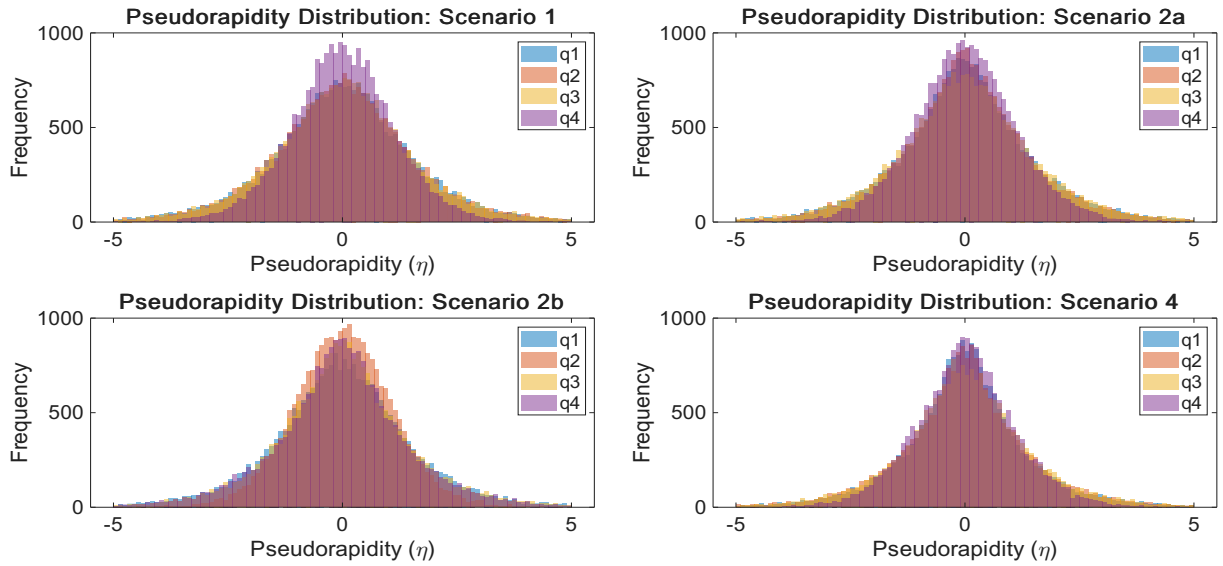 Pseudorapidity Distribution: Scenario 1
1000
500
0
Frequency
-5 0 5
Pseudorapidity (η)
q1
q2
q3
q4
Pseudorapidity Distribution: Scenario 2a
1000
500
0
Frequency
-5 0 5
Pseudorapidity (η)
q1
q2
q3
q4
Pseudorapidity Distribution: Scenario 2b
1000
500
0
Frequency
-5 0 5
Pseudorapidity (η)
q1
q2
q3
q4
Pseudorapidity Distribution: Scenario 4
1000
500
0
Frequency
-5 0 5
Pseudorapidity (η)
q1
q2
q3
q4